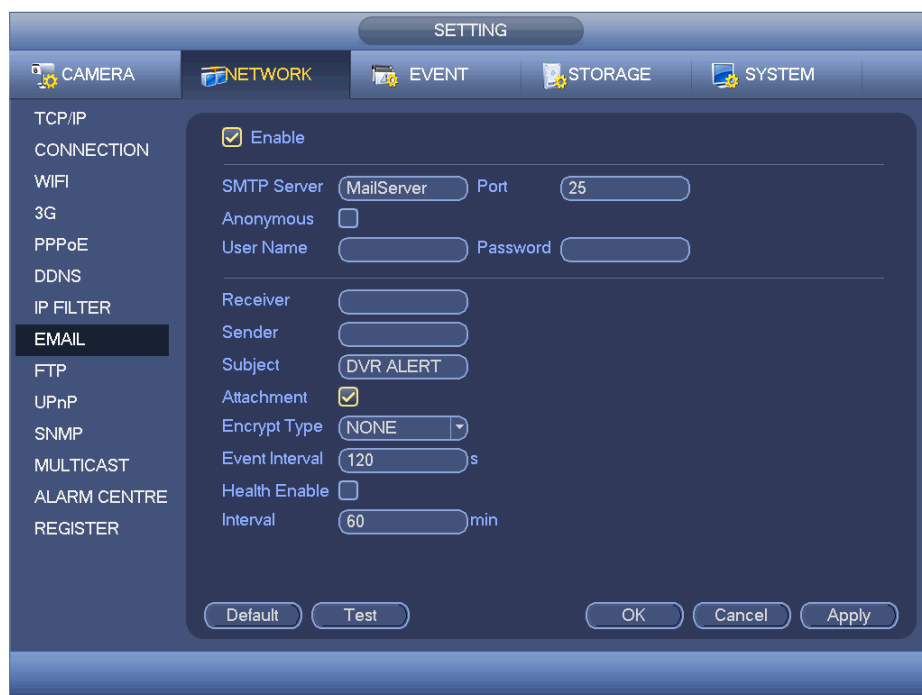 SETTING
CAMERA NETWORK EVENT STORAGE SYSTEM
TCP/IP
CONNECTION
WIFI
3G
PPPoE
DDNS
IP FILTER
EMAIL
FTP
UPnP
SNMP
MULTICAST
ALARM CENTRE
REGISTER
Enable
SMTP Server MailServer Port 25
Anonymous
User Name Password
Receiver
Sender
Subject DVR ALERT
Attachment
Encrypt Type NONE
Event Interval 120 s
Health Enable
Interval 60 min
Default Test OK Cancel Apply